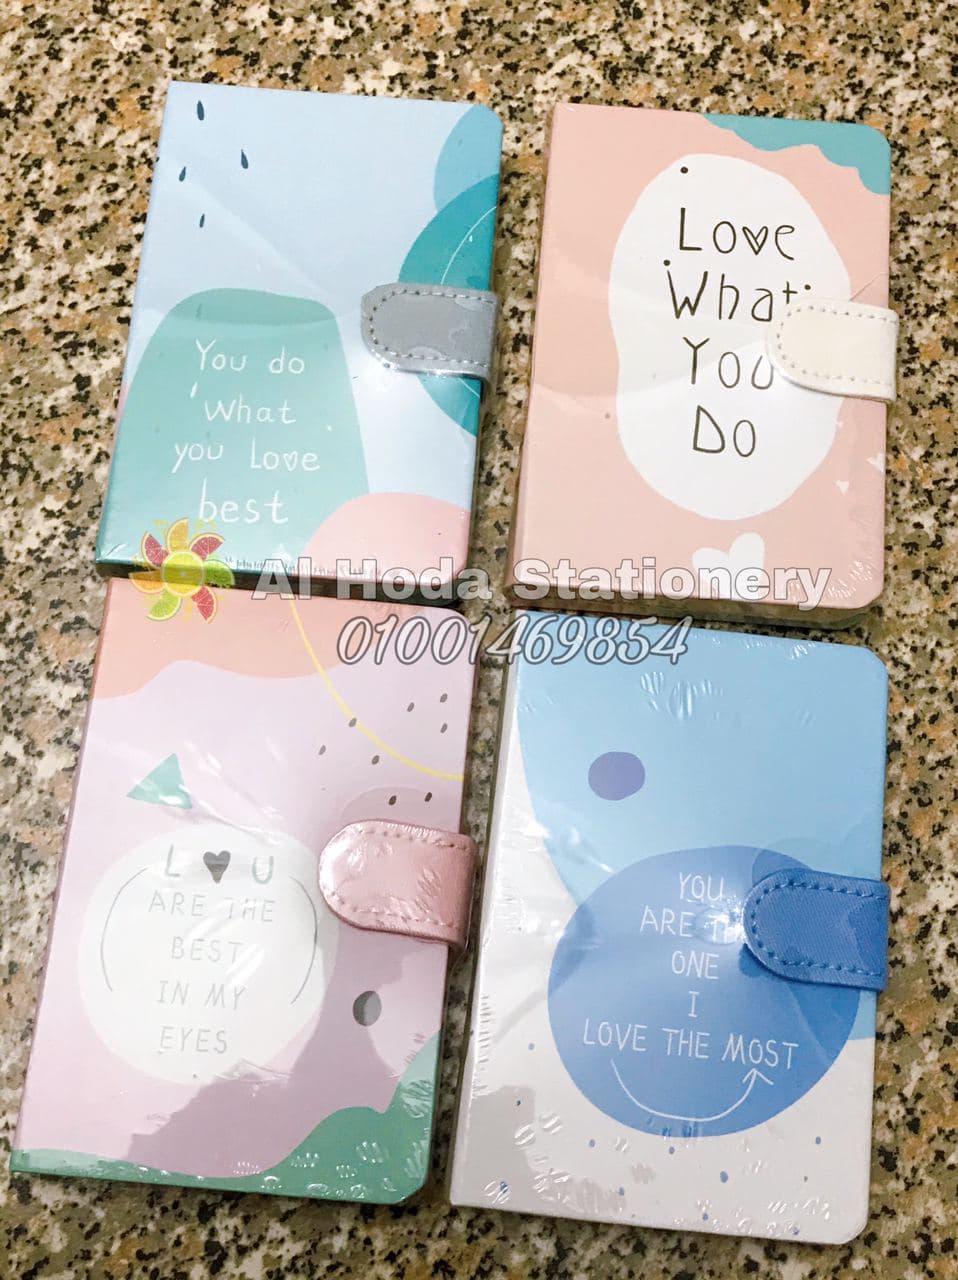 You do
What
you Love
best
Love
What
You
Do
Al Hoda Stationery
01001469854
L♥U
ARE THE
BEST
IN MY
EYES
YOU
ARE TH
ONE
I
LOVE THE MOST